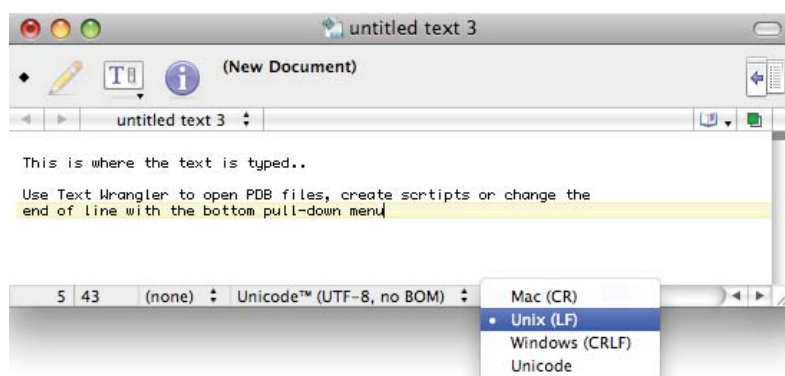 untitled text 3
(New Document)
untitled text 3
This is where the text is typed..
Use Text Wrangler to open PDB files, create scrtipts or change the
end of line with the bottom pull-down menu
5 43 (none) Unicode™ (UTF-8, no BOM)
Mac (CR)
Unix (LF)
Windows (CRLF)
Unicode